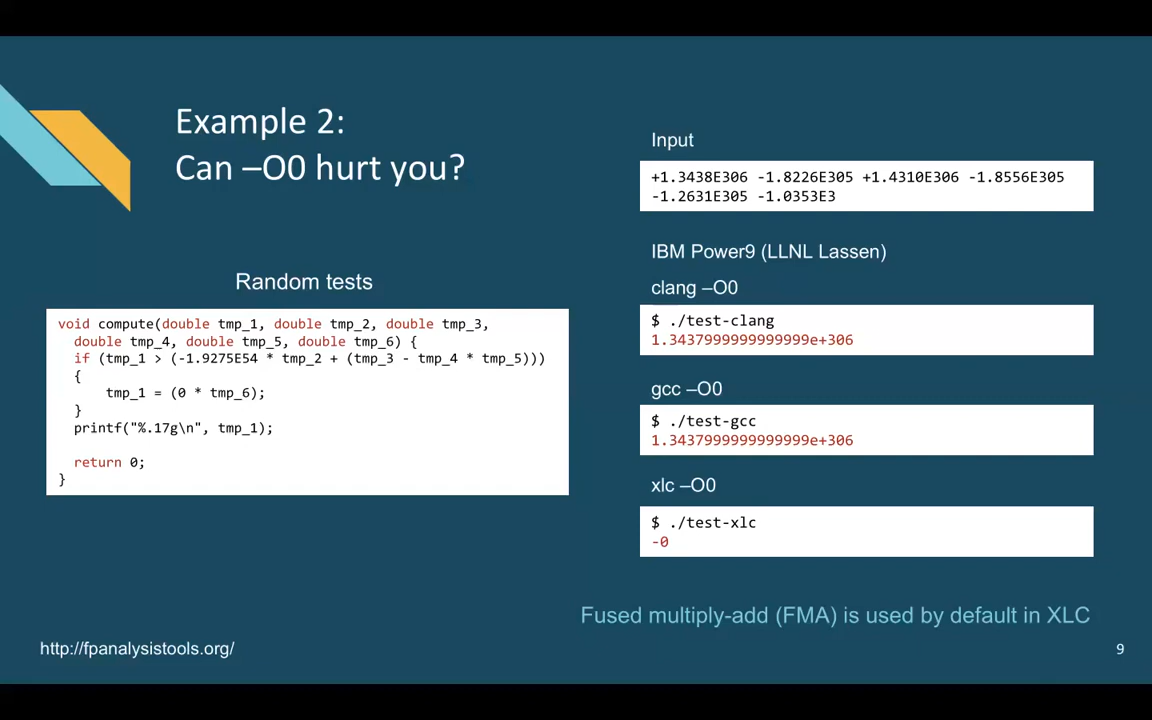 Example 2:
Can –O0 hurt you?
Random tests
void compute(double tmp_1, double tmp_2, double tmp_3,
double tmp_4, double tmp_5, double tmp_6) {
if (tmp_1 > (-1.9275E54 * tmp_2 + (tmp_3 - tmp_4 * tmp_5)))
{
tmp_1 = (0 * tmp_6);
}
printf("%.17g\n", tmp_1);
return 0;
}
Input
+1.3438E306 -1.8226E305 +1.4310E306 -1.8556E305
-1.2631E305 -1.0353E3
IBM Power9 (LLNL Lassen)
clang –O0
$ ./test-clang
1.3437999999999999e+306
gcc –O0
$ ./test-gcc
1.3437999999999999e+306
xlc –O0
$ ./test-xlc
-0
Fused multiply-add (FMA) is used by default in XLC
http://fpanalysistools.org/
9